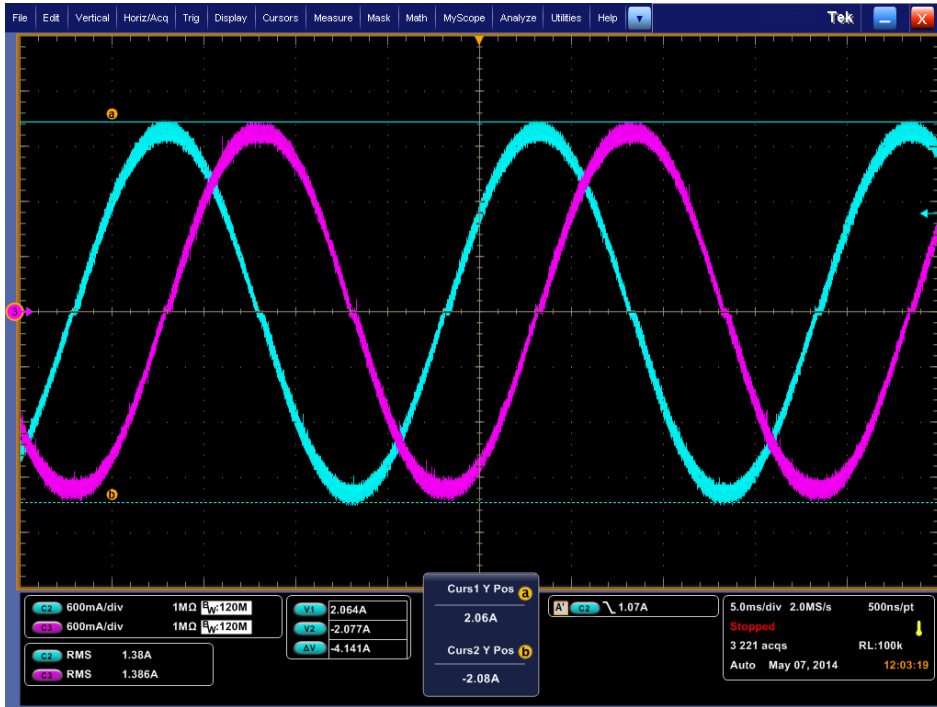 File Edit Vertical Horiz/Acq Trig Display Cursors Measure Mask Math MyScope Analyze Utilities Help Tek X
a
3
b
C2 600mA/div 1MΩ BW:120M
C3 600mA/div 1MΩ BW:120M
C2 RMS 1.38A
C3 RMS 1.386A
V1 2.064A
V2 -2.077A
ΔV -4.141A
Curs1 Y Pos a
2.06A
Curs2 Y Pos b
-2.08A
A' C2 1.07A
5.0ms/div 2.0MS/s 500ns/pt
Stopped
3 221 acqs RL:100k
Auto May 07, 2014 12:03:19